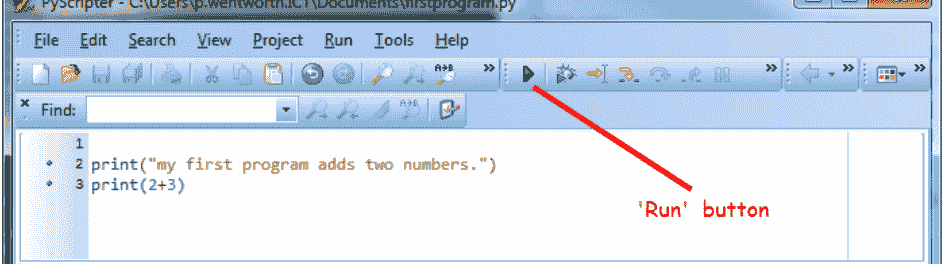 PyScripter - C:\Users\p.wentworth.ICT\Documents\firstprogram.py
File Edit Search View Project Run Tools Help
Find:
1
2 print("my first program adds two numbers.")
3 print(2+3)
'Run' button